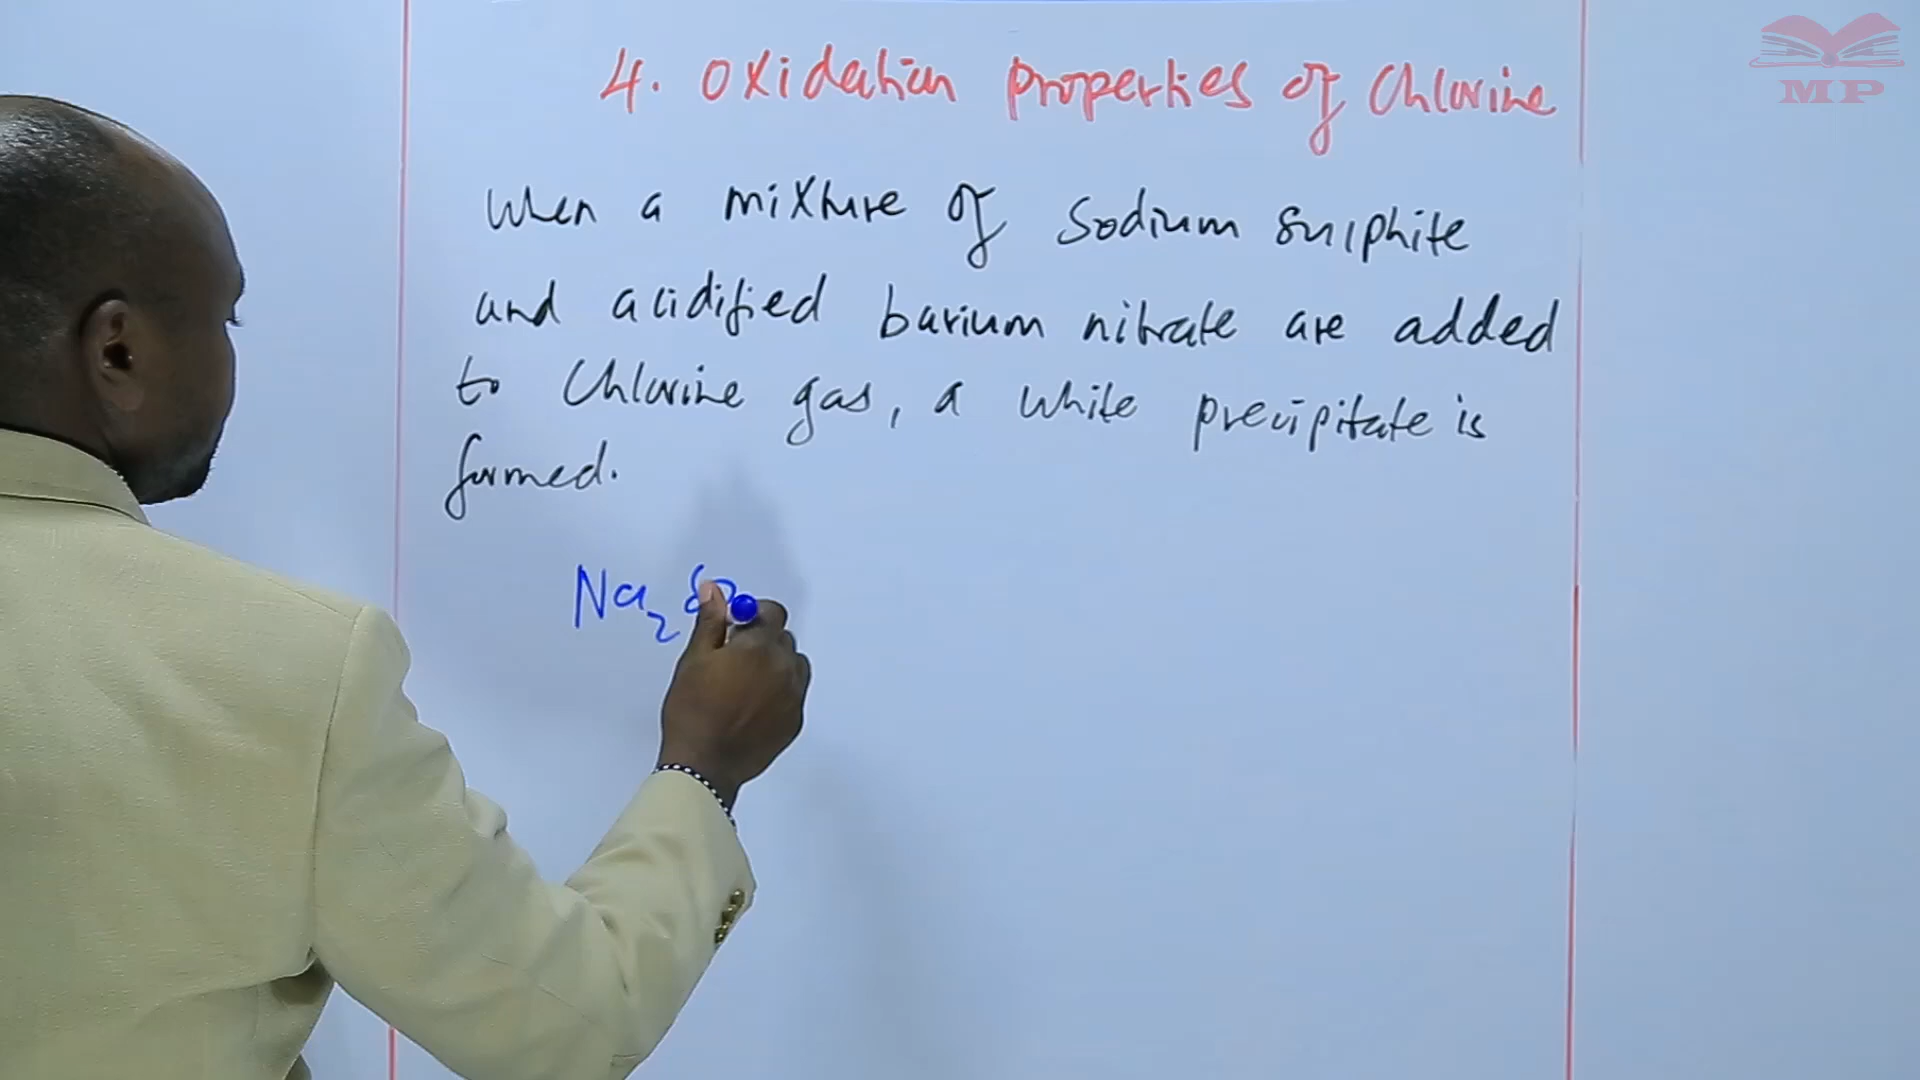 MP
4. Oxidation properties of Chlorine
When a mixture of Sodium Sulphite
and acidified barium nitrate are added
to Chlorine gas, a white precipitate is
formed.
Na₂SO